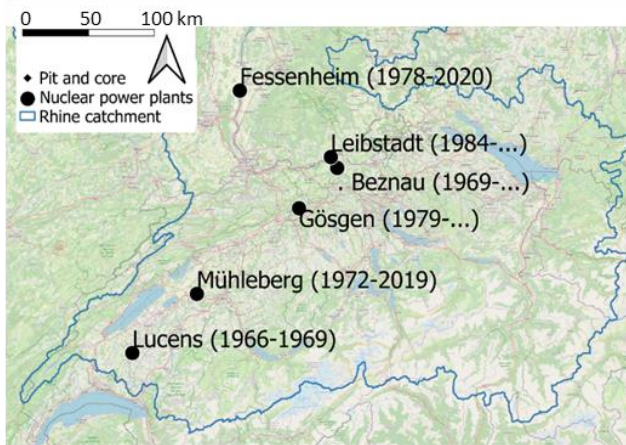 0 50 100 km
Pit and core
Nuclear power plants
Rhine catchment
Fessenheim (1978-2020)
Leibstadt (1984-...)
. Beznau (1969-...)
Gösgen (1979-...)
Mühleberg (1972-2019)
Lucens (1966-1969)